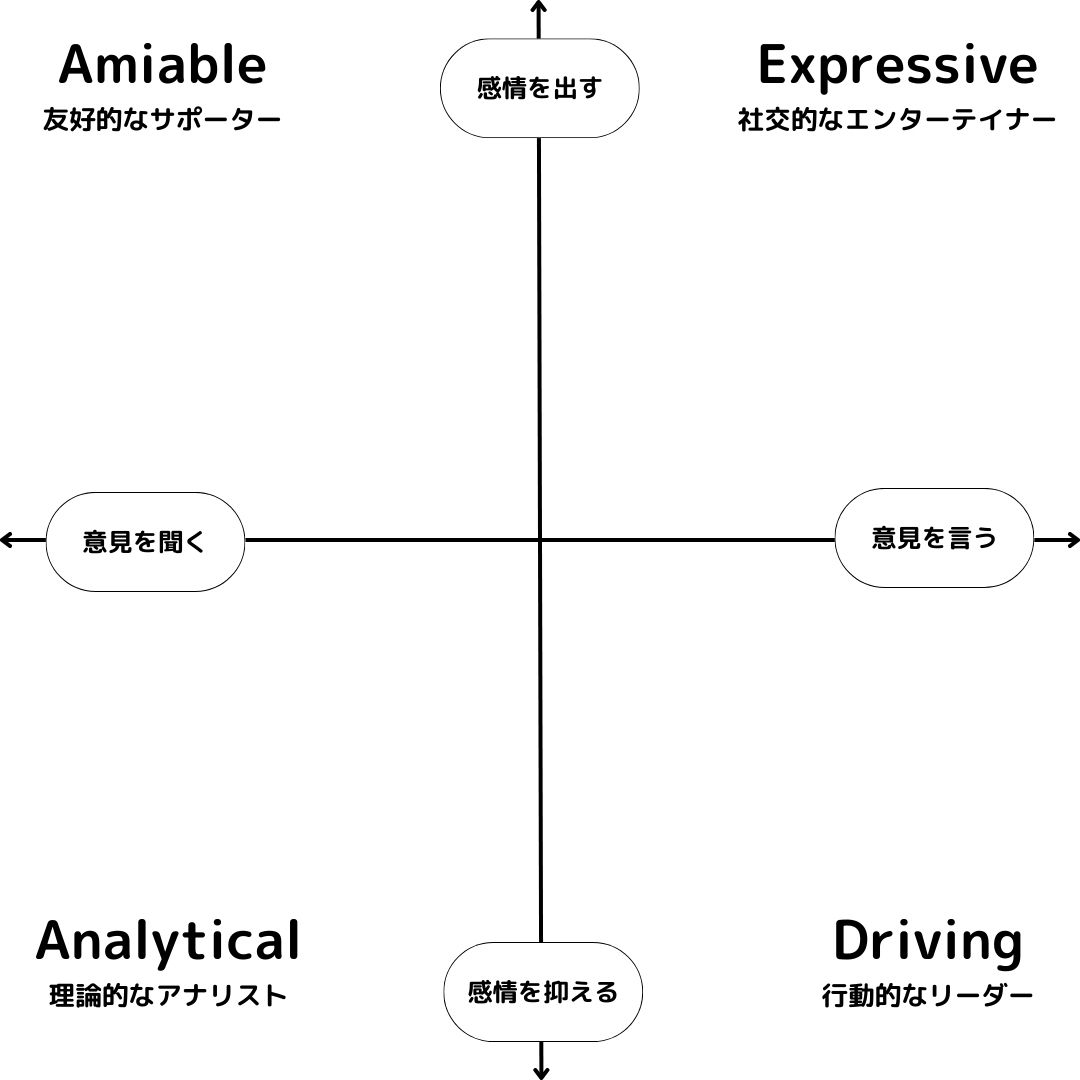 Amiable
友好的なサポーター
感情を出す
Expressive
社交的なエンターテイナー
意見を聞く
意見を言う
Analytical
理論的なアナリスト
感情を抑える
Driving
行動的なリーダー